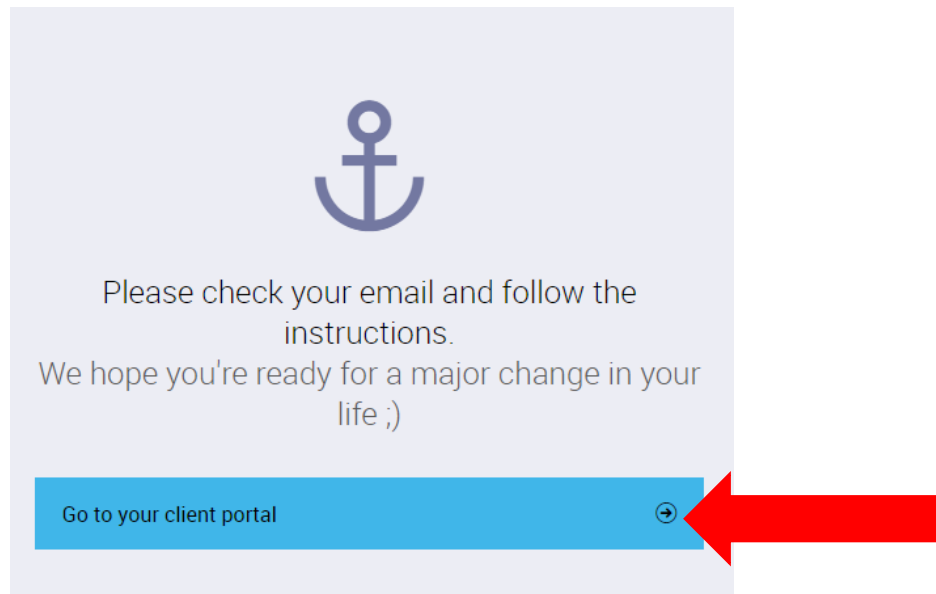 Please check your email and follow the
instructions.
We hope you're ready for a major change in your
life ;)
Go to your client portal